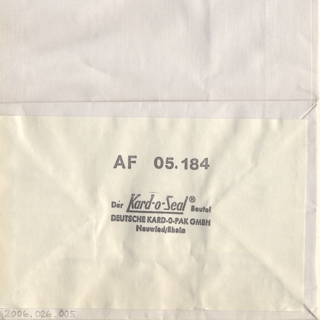 AF 05.184
Der Kard-o-Seal® Beutel
DEUTSCHE KARD-O-PAK GMBH
Neuwied/Rhein
2006.026.005